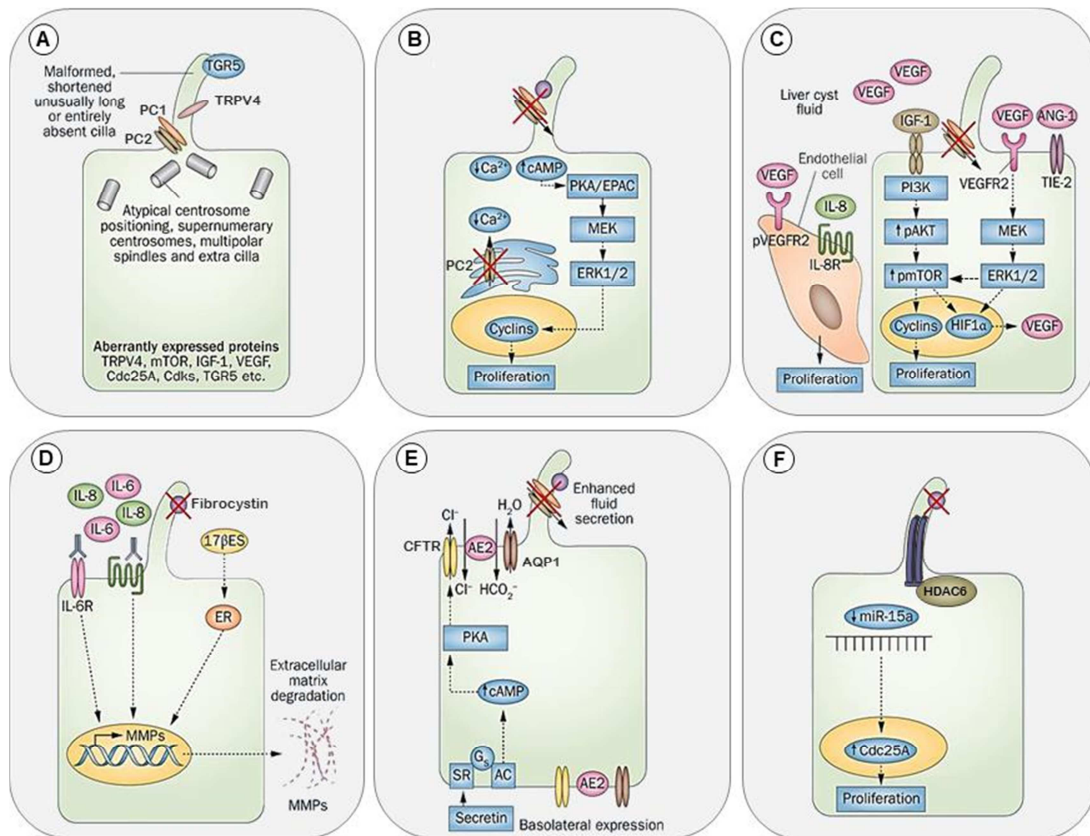 A
TGR5
Malformed,
shortened
unusually long
or entirely
absent cilla
TRPV4
PC1
PC2
Atypical centrosome
positioning, supernumerary
centrosomes, multipolar
spindles and extra cilla
Aberrantly expressed proteins
TRPV4, mTOR, IGF-1, VEGF,
Cdc25A, Cdks, TGR5 etc.
B
↓Ca²⁺
↑cAMP
PKA/EPAC
↓Ca²⁺
MEK
PC2
ERK1/2
Cyclins
Proliferation
C
VEGF
VEGF
VEGF
Liver cyst
fluid
IGF-1
VEGF
ANG-1
Endothelial
cell
VEGF
PI3K
VEGFR2
TIE-2
IL-8
pVEGFR2
↑pAKT
MEK
IL-8R
↑pmTOR
ERK1/2
Cyclins
HIF1α
VEGF
Proliferation
Proliferation
D
IL-8
IL-6
IL-8
IL-6
Fibrocystin
17βES
IL-6R
ER
Extracellular
matrix
degradation
MMPs
MMPs
E
Enhanced
fluid
secretion
H₂O
Cl⁻
CFTR
AE2
AQP1
Cl⁻
HCO₂⁻
PKA
↑cAMP
Gs
SR
AC
AE2
Secretin
Basolateral expression
F
HDAC6
↓miR-15a
↑Cdc25A
Proliferation